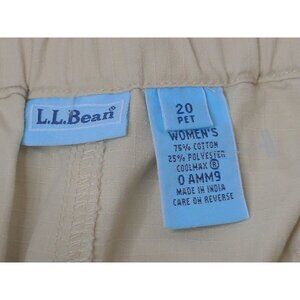 L.L.Bean®
20
PET
WOMEN'S
75% COTTON
25% POLYESTER
COOLMAX®
0 AMM9
MADE IN INDIA
CARE ON REVERSE